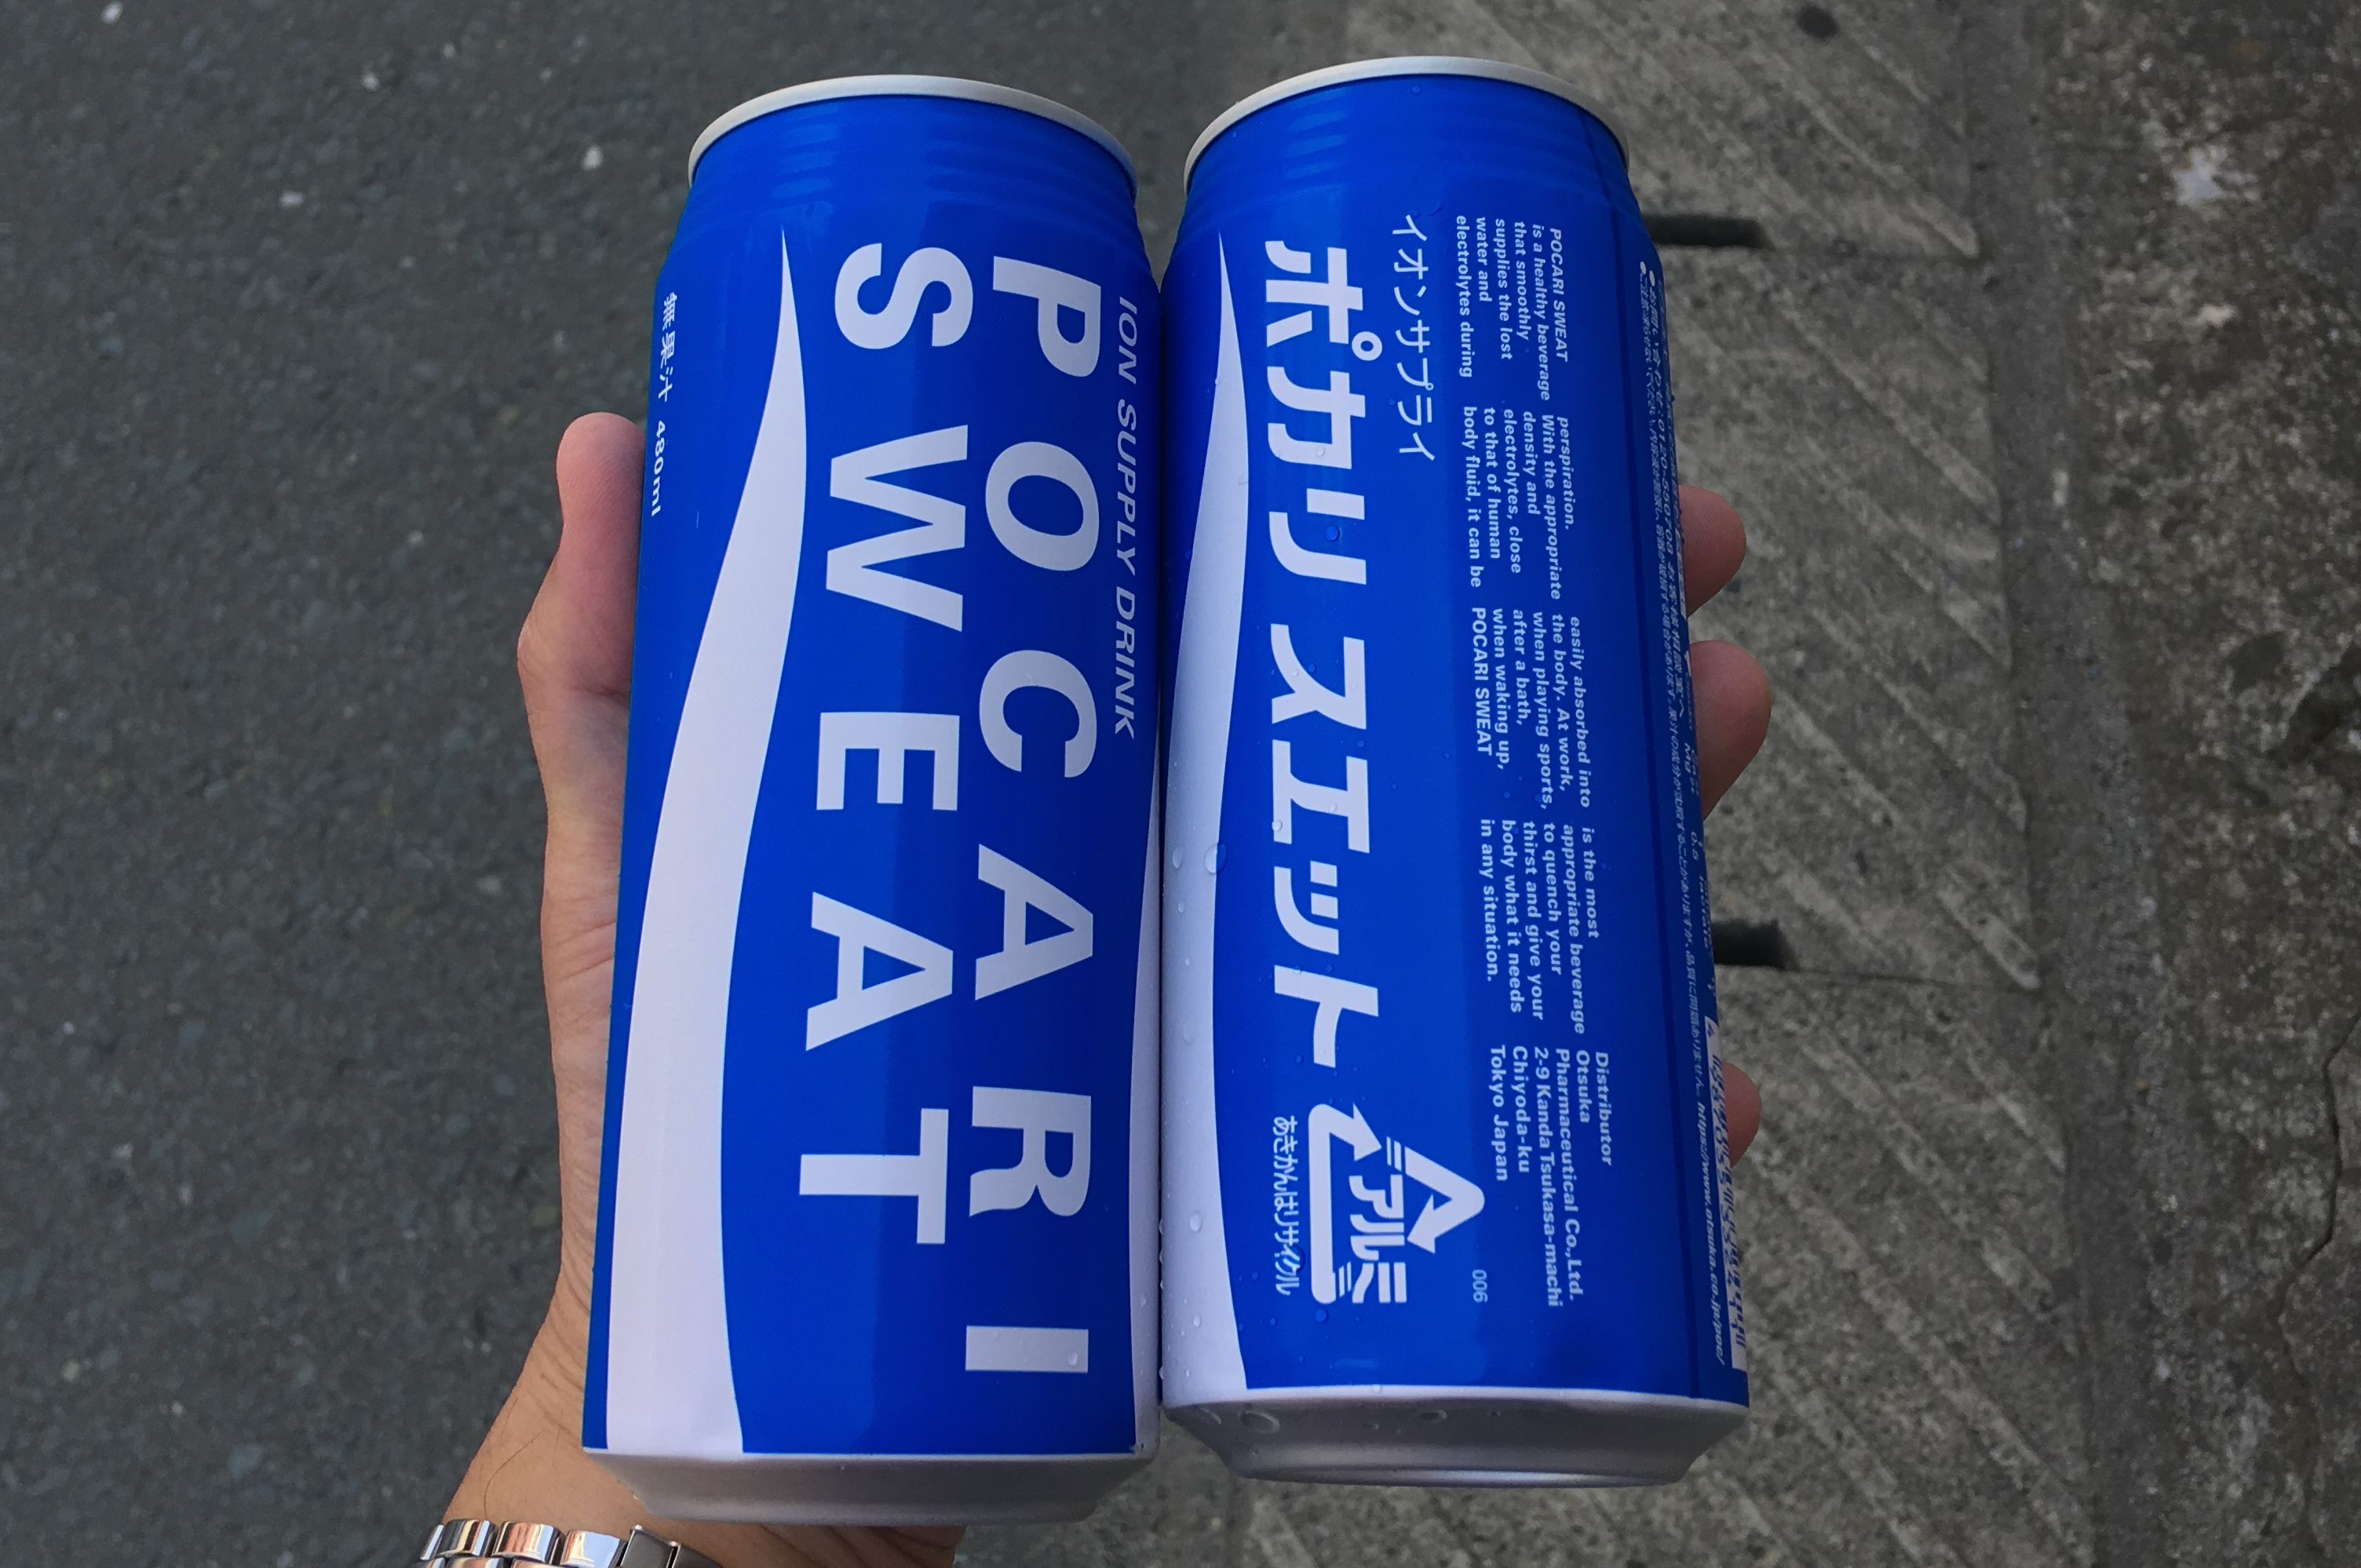 ION SUPPLY DRINK
POCARI
SWEAT
無果汁 480ml
POCARI SWEAT
is a healthy beverage
that smoothly
supplies the lost
water and
electrolytes during
perspiration.
With the appropriate
density and
electrolytes, close
to that of human
body fluid, it can be
easily absorbed into
the body. At work,
when playing sports,
after a bath,
when waking up,
POCARI SWEAT
is the most
appropriate beverage
to quench your
thirst and give your
body what it needs
in any situation.
Distributor
Otsuka
Pharmaceutical Co.,Ltd.
2-9 Kanda Tsukasa-machi
Chiyoda-ku
Tokyo Japan
イオンサプライ
ポカリスエット
アルミ
あきかんはリサイクル
006